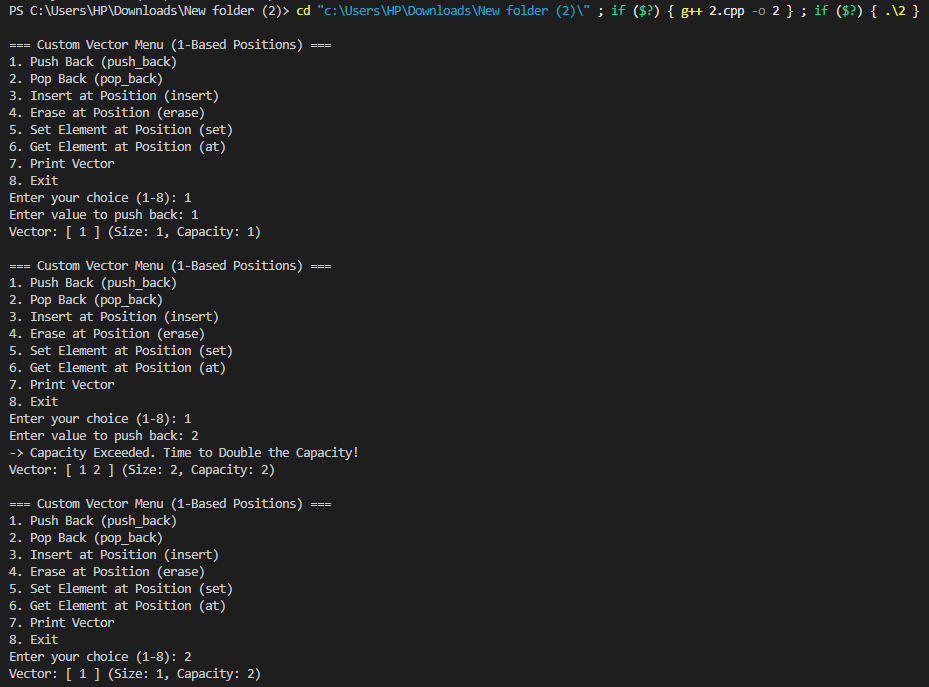 PS C:\Users\HP\Downloads\New folder (2)> cd "c:\Users\HP\Downloads\New folder (2)\" ; if ($?) { g++ 2.cpp -o 2 } ; if ($?) { .\2 }
=== Custom Vector Menu (1-Based Positions) ===
1. Push Back (push_back)
2. Pop Back (pop_back)
3. Insert at Position (insert)
4. Erase at Position (erase)
5. Set Element at Position (set)
6. Get Element at Position (at)
7. Print Vector
8. Exit
Enter your choice (1-8): 1
Enter value to push back: 1
Vector: [ 1 ] (Size: 1, Capacity: 1)
=== Custom Vector Menu (1-Based Positions) ===
1. Push Back (push_back)
2. Pop Back (pop_back)
3. Insert at Position (insert)
4. Erase at Position (erase)
5. Set Element at Position (set)
6. Get Element at Position (at)
7. Print Vector
8. Exit
Enter your choice (1-8): 1
Enter value to push back: 2
-> Capacity Exceeded. Time to Double the Capacity!
Vector: [ 1 2 ] (Size: 2, Capacity: 2)
=== Custom Vector Menu (1-Based Positions) ===
1. Push Back (push_back)
2. Pop Back (pop_back)
3. Insert at Position (insert)
4. Erase at Position (erase)
5. Set Element at Position (set)
6. Get Element at Position (at)
7. Print Vector
8. Exit
Enter your choice (1-8): 2
Vector: [ 1 ] (Size: 1, Capacity: 2)